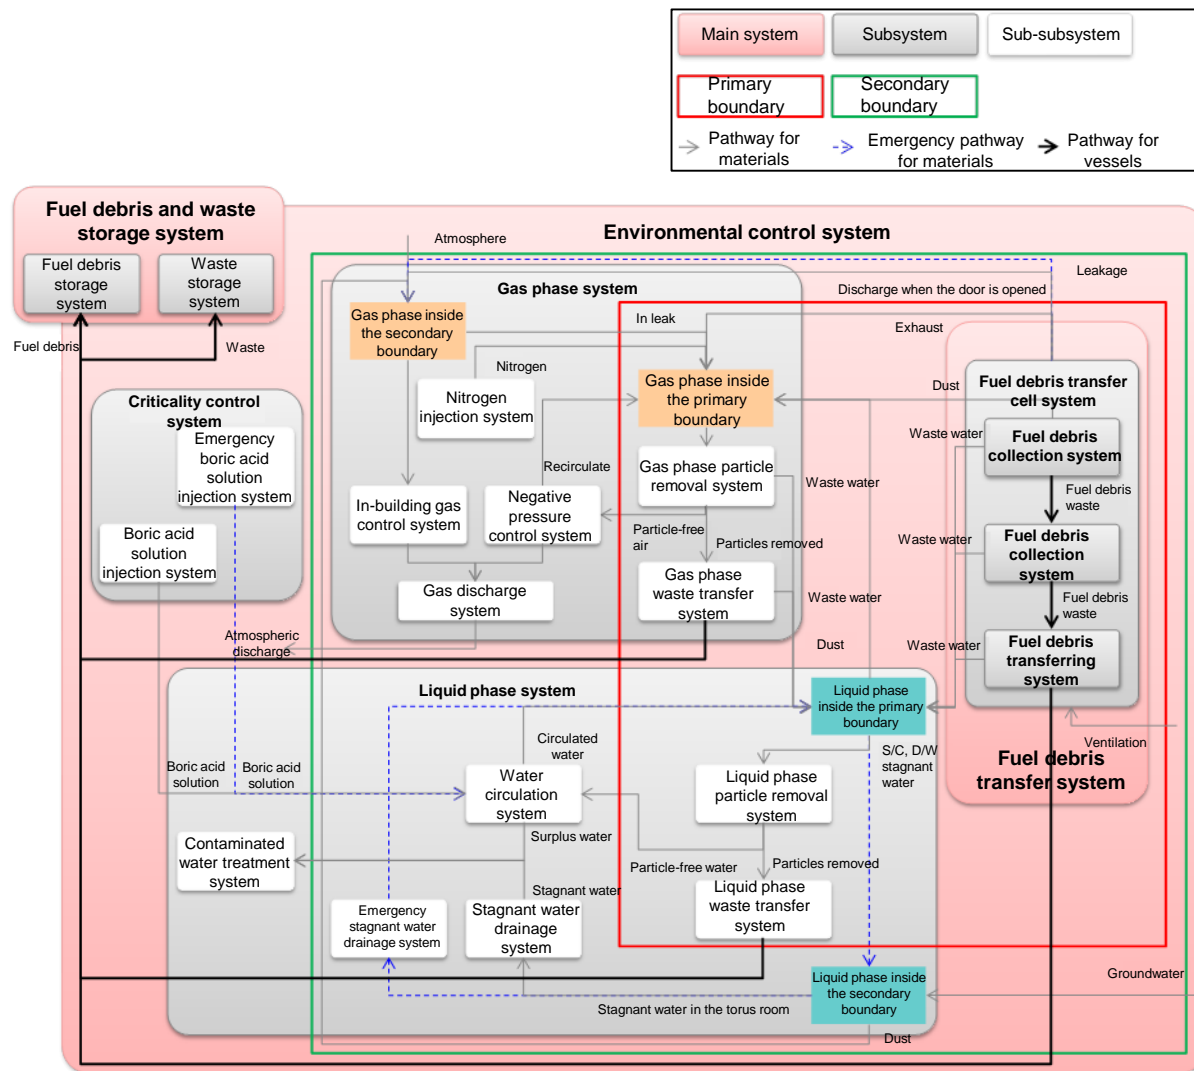 Main system
Subsystem
Sub-subsystem
Primary
boundary
Secondary
boundary
Pathway for
materials
Emergency pathway
for materials
Pathway for
vessels
Fuel debris and waste
storage system
Fuel debris
storage
system
Waste
storage
system
Fuel debris
Waste
Environmental control system
Atmosphere
Leakage
Gas phase system
Discharge when the door is opened
Gas phase inside
the secondary
boundary
In leak
Exhaust
Nitrogen
Nitrogen
injection system
Gas phase inside
the primary
boundary
Dust
Fuel debris transfer
cell system
Criticality control
system
Emergency
boric acid
solution
injection system
Boric acid
solution
injection system
Waste water
Fuel debris
collection system
Recirculate
Gas phase particle
removal system
Waste water
Fuel debris
waste
In-building gas
control system
Negative
pressure
control system
Particle-free
air
Particles removed
Waste water
Fuel debris
collection
system
Gas discharge
system
Gas phase
waste transfer
system
Waste water
Fuel debris
waste
Atmospheric
discharge
Dust
Waste water
Fuel debris
transferring
system
Liquid phase system
Liquid phase
inside the primary
boundary
Circulated
water
S/C, D/W
stagnant
water
Ventilation
Fuel debris
transfer system
Boric acid
solution
Boric acid
solution
Water
circulation
system
Liquid phase
particle removal
system
Surplus water
Contaminated
water treatment
system
Particle-free water
Particles removed
Stagnant water
Liquid phase
waste transfer
system
Emergency
stagnant water
drainage system
Stagnant water
drainage
system
Liquid phase inside
the secondary
boundary
Groundwater
Stagnant water in the torus room
Dust